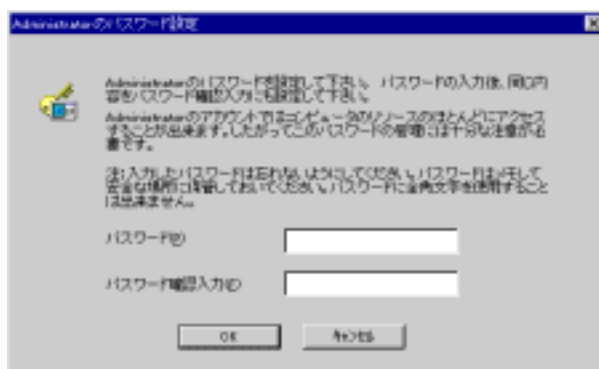 Administratorのパスワード設定
Administratorのパスワードを設定して下さい。 パスワードの入力後、同じ内
容をパスワード確認入力にも設定して下さい。
Administratorのアカウントではコンピュータのリソースのほとんどにアクセス
することが出来ます。したがってこのパスワードの管理には十分な注意が必
要です。
注:入力したパスワードは忘れないようにしてください。パスワードはメモして
安全な場所に保管しておいてください。パスワードに全角文字を使用すること
は出来ません。
パスワード(P)
パスワード確認入力(C)
OK
キャンセル